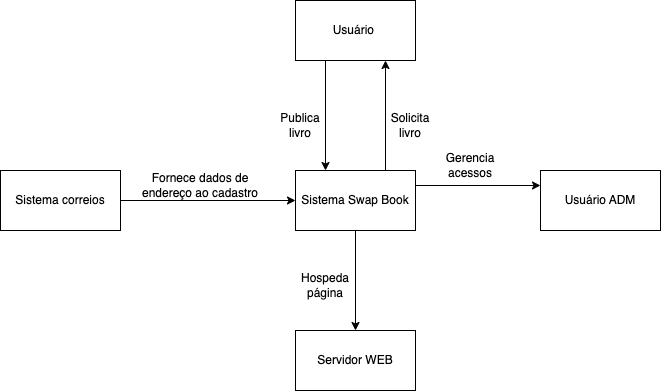 Usuário
Publica
livro
Solicita
livro
Gerencia
acessos
Fornece dados de
endereço ao cadastro
Sistema correios
Sistema Swap Book
Usuário ADM
Hospeda
página
Servidor WEB